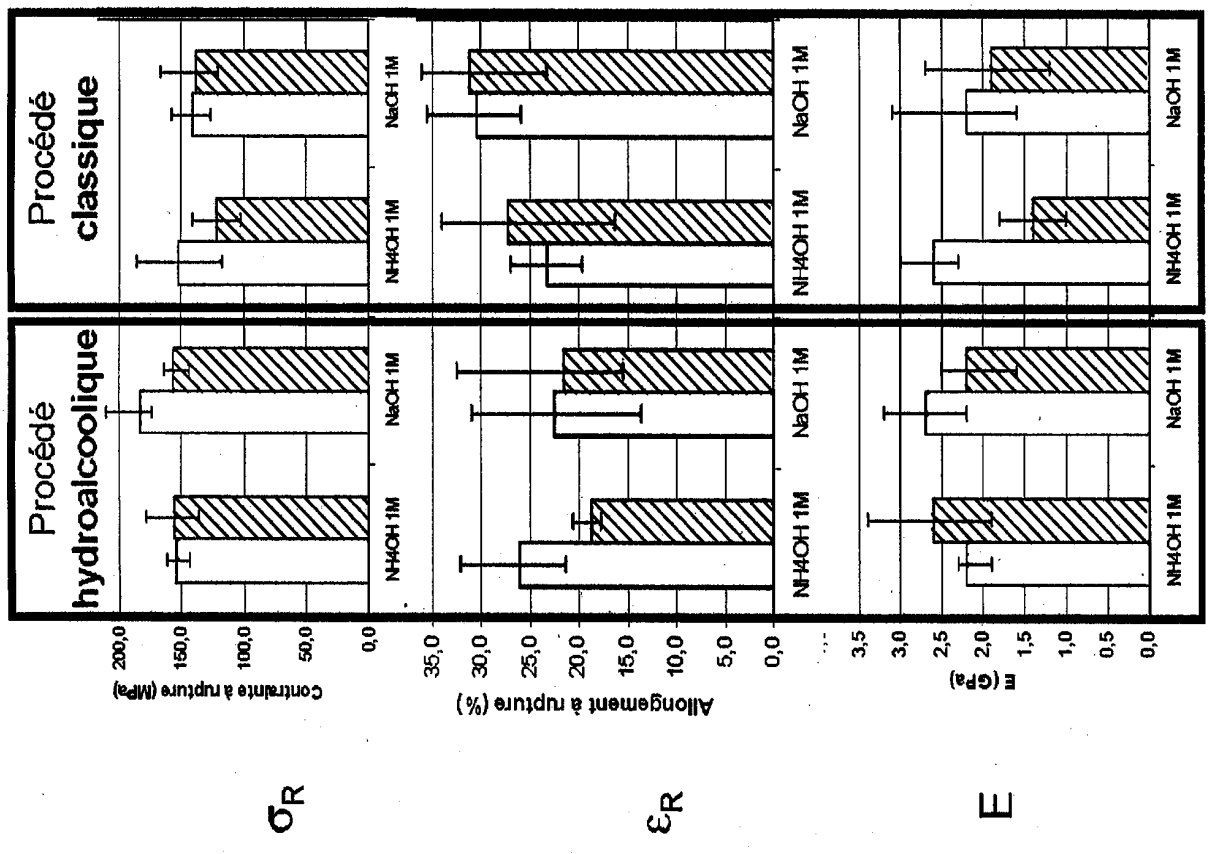 Procédé
hydroalcoolique
Procédé
classique
σR
Contrainte à rupture (MPa)
200,0
150,0
100,0
50,0
0,0
NH4OH 1M
NaOH 1M
NH4OH 1M
NaOH 1M
εR
Allongement à rupture (%)
35,0
30,0
25,0
20,0
15,0
10,0
5,0
0,0
NH4OH 1M
NaOH 1M
NH4OH 1M
NaOH 1M
E
E (GPa)
3,5
3,0
2,5
2,0
1,5
1,0
0,5
0,0
NH4OH 1M
NaOH 1M
NH4OH 1M
NaOH 1M